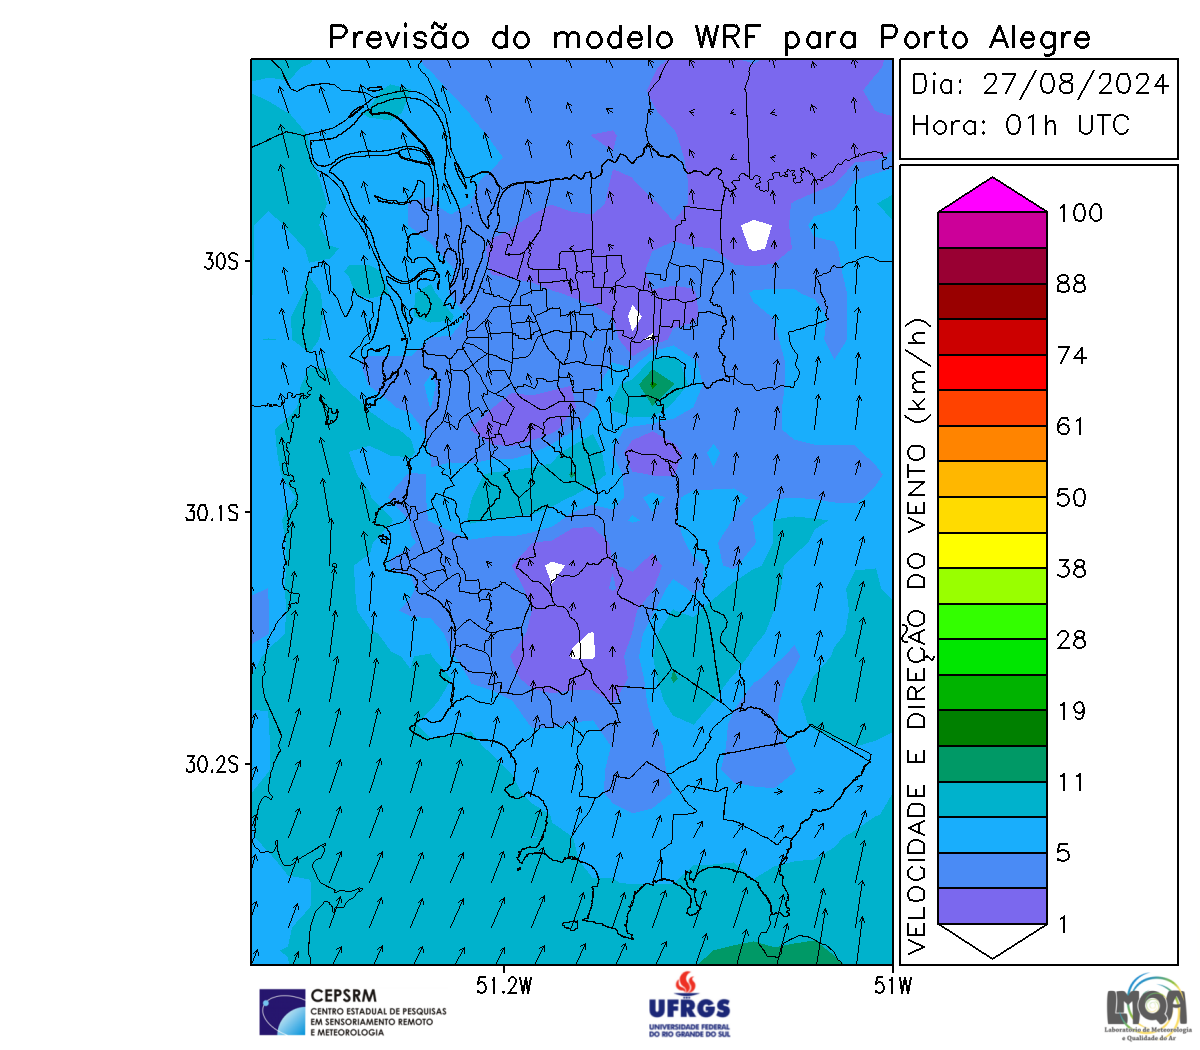 Previsão do modelo WRF para Porto Alegre
Dia: 27/08/2024
Hora: 01h UTC
30S
30.1S
30.2S
51.2W
51W
VELOCIDADE E DIREÇÃO DO VENTO (km/h)
100
88
74
61
50
38
28
19
11
5
1
CEPSRM
CENTRO ESTADUAL DE PESQUISAS
EM SENSORIAMENTO REMOTO
E METEOROLOGIA
UFRGS
UNIVERSIDADE FEDERAL
DO RIO GRANDE DO SUL
LMQA
Laboratório de Meteorologia
e Qualidade do Ar